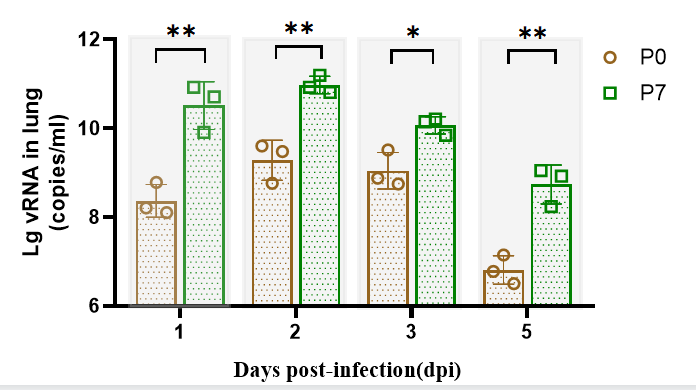 ** ** * **
P0
P7
Lg vRNA in lung
(copies/ml)
12
10
8
6
1 2 3 5
Days post-infection(dpi)